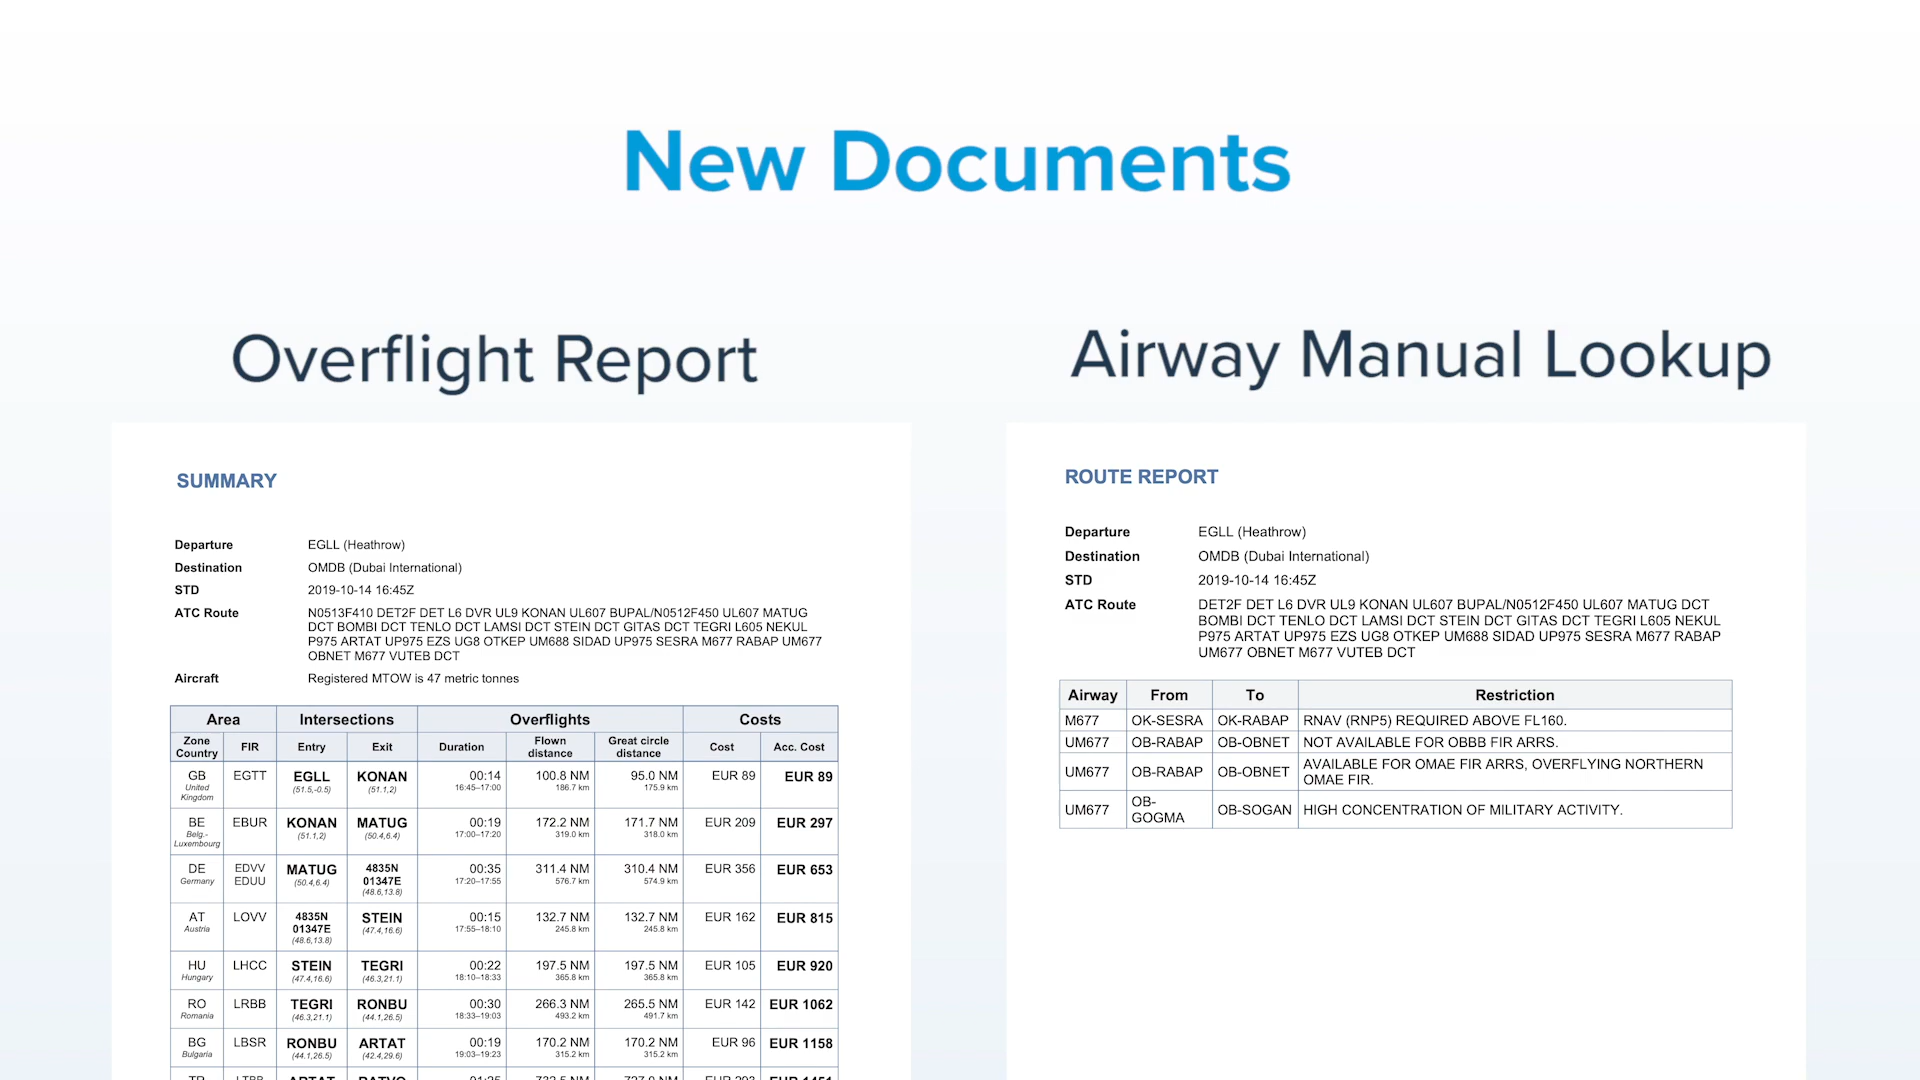 New Documents
Overflight Report
SUMMARY
Departure EGLL (Heathrow)
Destination OMDB (Dubai International)
STD 2019-10-14 16:45Z
ATC Route N0513F410 DET2F DET L6 DVR UL9 KONAN UL607 BUPAL/N0512F450 UL607 MATUG
DCT BOMBI DCT TENLO DCT LAMSI DCT STEIN DCT GITAS DCT TEGRI L605 NEKUL
P975 ARTAT UP975 EZS UG8 OTKEP UM688 SIDAD UP975 SESRA M677 RABAP UM677
OBNET M677 VUTEB DCT
Aircraft Registered MTOW is 47 metric tonnes
Area Intersections Overflights Costs
Zone Country FIR Entry Exit Duration Flown distance Great circle distance Cost Acc. Cost
GB EGTT EGLL KONAN 00:14 100.8 NM 95.0 NM EUR 89 EUR 89
United Kingdom (51.5,-0.5) (51.1,2) 16:45–17:00 186.7 km 175.9 km
BE EBUR KONAN MATUG 00:19 172.2 NM 171.7 NM EUR 209 EUR 297
Belg.-Luxembourg (51.1,2) (50.4,6.4) 17:00–17:20 319.0 km 318.0 km
DE EDVV MATUG 4835N 00:35 311.4 NM 310.4 NM EUR 356 EUR 653
Germany EDUU (50.4,6.4) 01347E 17:20–17:55 576.7 km 574.9 km
(48.6,13.8)
AT LOVV 4835N STEIN 00:15 132.7 NM 132.7 NM EUR 162 EUR 815
Austria 01347E (47.4,16.6) 17:55–18:10 245.8 km 245.8 km
(48.6,13.8)
HU LHCC STEIN TEGRI 00:22 197.5 NM 197.5 NM EUR 105 EUR 920
Hungary (47.4,16.6) (46.3,21.1) 18:10–18:33 365.8 km 365.8 km
RO LRBB TEGRI RONBU 00:30 266.3 NM 265.5 NM EUR 142 EUR 1062
Romania (46.3,21.1) (44.1,26.5) 18:33–19:03 493.2 km 491.7 km
BG LBSR RONBU ARTAT 00:19 170.2 NM 170.2 NM EUR 96 EUR 1158
Bulgaria (44.1,26.5) (42.4,29.6) 19:03–19:23 315.2 km 315.2 km
Airway Manual Lookup
ROUTE REPORT
Departure EGLL (Heathrow)
Destination OMDB (Dubai International)
STD 2019-10-14 16:45Z
ATC Route DET2F DET L6 DVR UL9 KONAN UL607 BUPAL/N0512F450 UL607 MATUG DCT
BOMBI DCT TENLO DCT LAMSI DCT STEIN DCT GITAS DCT TEGRI L605 NEKUL
P975 ARTAT UP975 EZS UG8 OTKEP UM688 SIDAD UP975 SESRA M677 RABAP
UM677 OBNET M677 VUTEB DCT
Airway From To Restriction
M677 OK-SESRA OK-RABAP RNAV (RNP5) REQUIRED ABOVE FL160.
UM677 OB-RABAP OB-OBNET NOT AVAILABLE FOR OBBB FIR ARRS.
UM677 OB-RABAP OB-OBNET AVAILABLE FOR OMAE FIR ARRS, OVERFLYING NORTHERN
OMAE FIR.
UM677 OB-GOGMA OB-SOGAN HIGH CONCENTRATION OF MILITARY ACTIVITY.